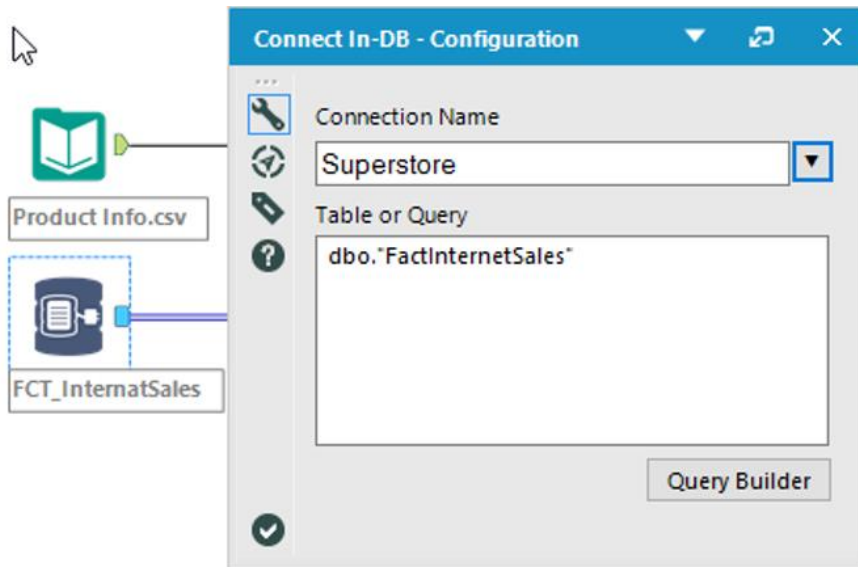 Connect In-DB - Configuration
Connection Name
Superstore
Product Info.csv
Table or Query
dbo."FactInternetSales"
FCT_InternatSales
Query Builder